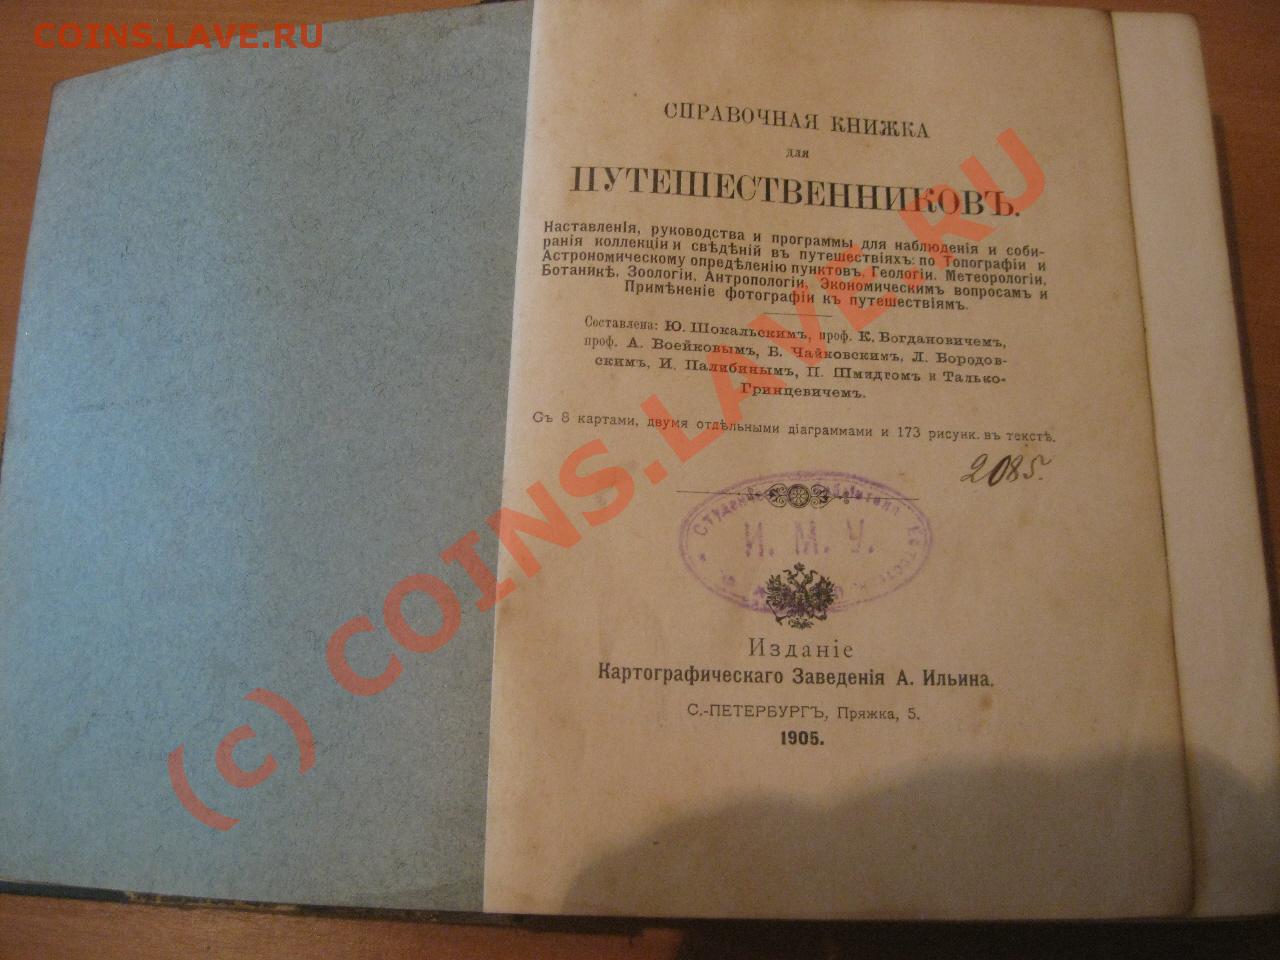 COINS.LAVE.RU
СПРАВОЧНАЯ КНИЖКА
для
ПУТЕШЕСТВЕННИКОВЪ.
Наставленія, руководства и программы для наблюденія и соби-
ранія коллекціи и свѣдѣній въ путешествіяхъ: по Топографіи и
Астрономическому опредѣленію пунктовъ, Геологіи, Метеорологіи,
Ботаникѣ, Зоологіи, Антропологіи, Экономическимъ вопросамъ и
Примѣненіе фотографіи къ путешествіямъ.
Составлена: Ю. Шокальскимъ, проф. К. Богдановичемъ,
проф. А. Воейковымъ, В. Чайковскимъ, Л. Бородов-
скимъ, И. Палибинымъ, П. Шмидтомъ и Талько-
Гринцевичемъ.
Съ 8 картами, двумя отдѣльными діаграммами и 173 рисунк. въ текстѣ.
2085.
И. М. У.
Изданіе
Картографическаго Заведенія А. Ильина.
С.-ПЕТЕРБУРГЪ, Пряжка, 5.
1905.
(c) COINS.LAVE.RU